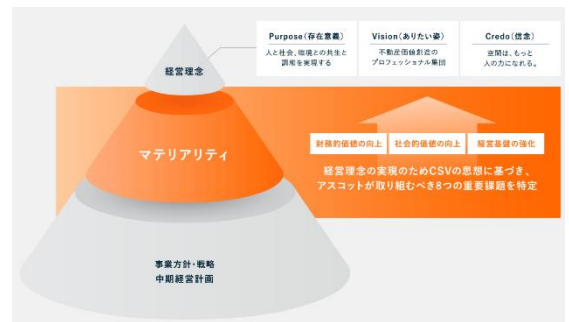 Purpose(存在意義)
人と社会、環境との共生と
調和を実現する
Vision(ありたい姿)
不動産価値創造の
プロフェッショナル集団
Credo(信念)
空間は、もっと
人の力になれる。
経営理念
マテリアリティ
財務的価値の向上
社会的価値の向上
経営基盤の強化
経営理念の実現のためCSVの思想に基づき、
アスコットが取り組むべき8つの重要課題を特定
事業方針・戦略
中期経営計画